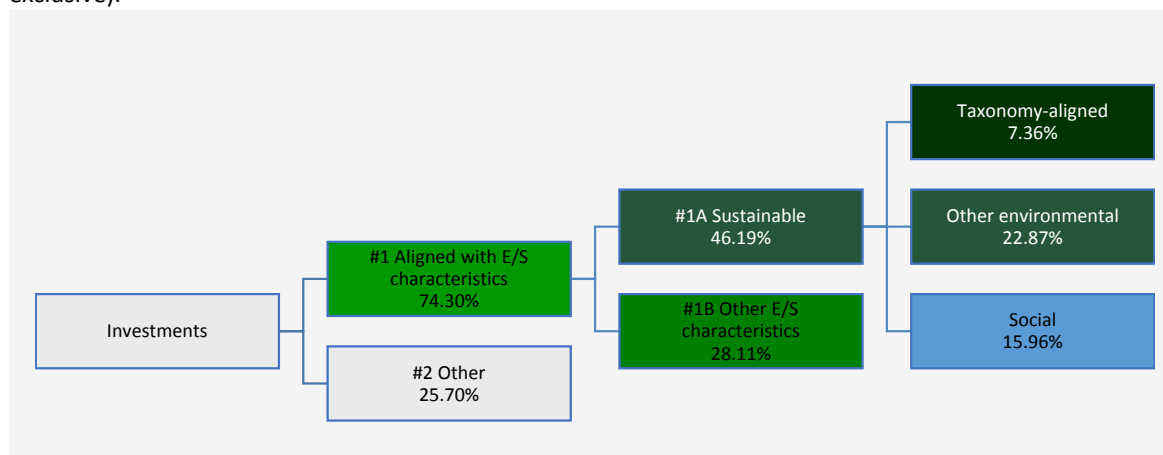 exclusive).
Taxonomy-aligned
7.36%
#1A Sustainable
46.19%
Other environmental
22.87%
#1 Aligned with E/S
characteristics
74.30%
Investments
#1B Other E/S
characteristics
28.11%
Social
15.96%
#2 Other
25.70%